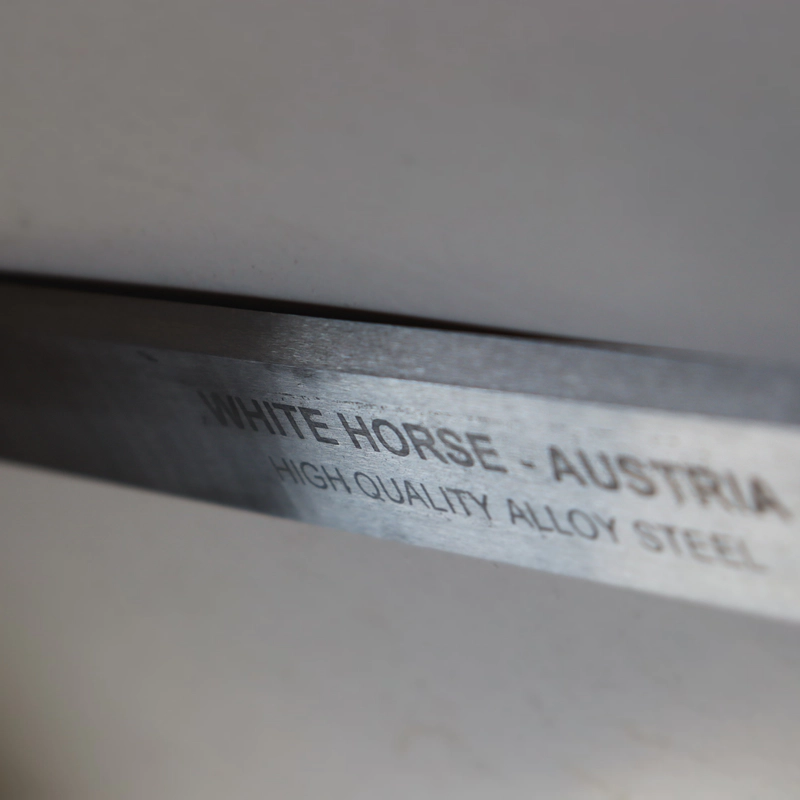 WHITE HORSE - AUSTRIA
HIGH QUALITY ALLOY STEEL